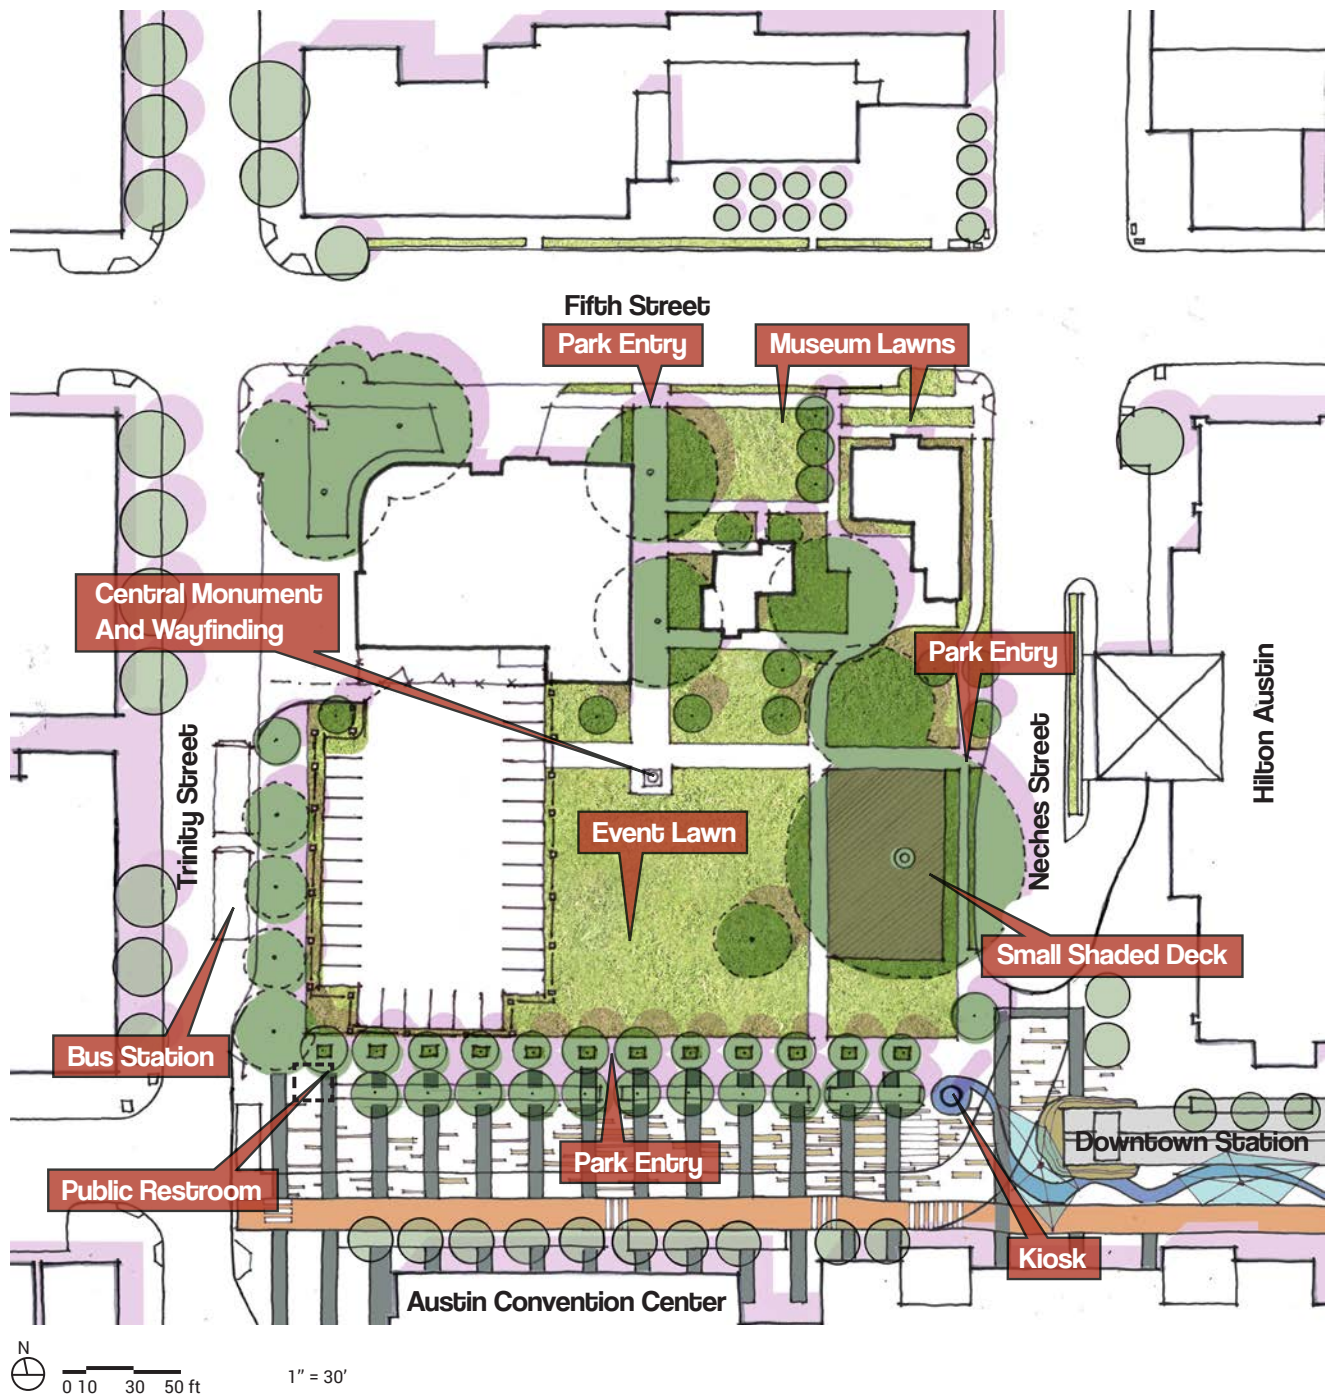 Fifth Street
Park Entry
Museum Lawns
Central Monument
And Wayfinding
Park Entry
Trinity Street
Neches Street
Hilton Austin
Event Lawn
Small Shaded Deck
Bus Station
Public Restroom
Park Entry
Downtown Station
Kiosk
Austin Convention Center
N
0 10 30 50 ft
1” = 30’